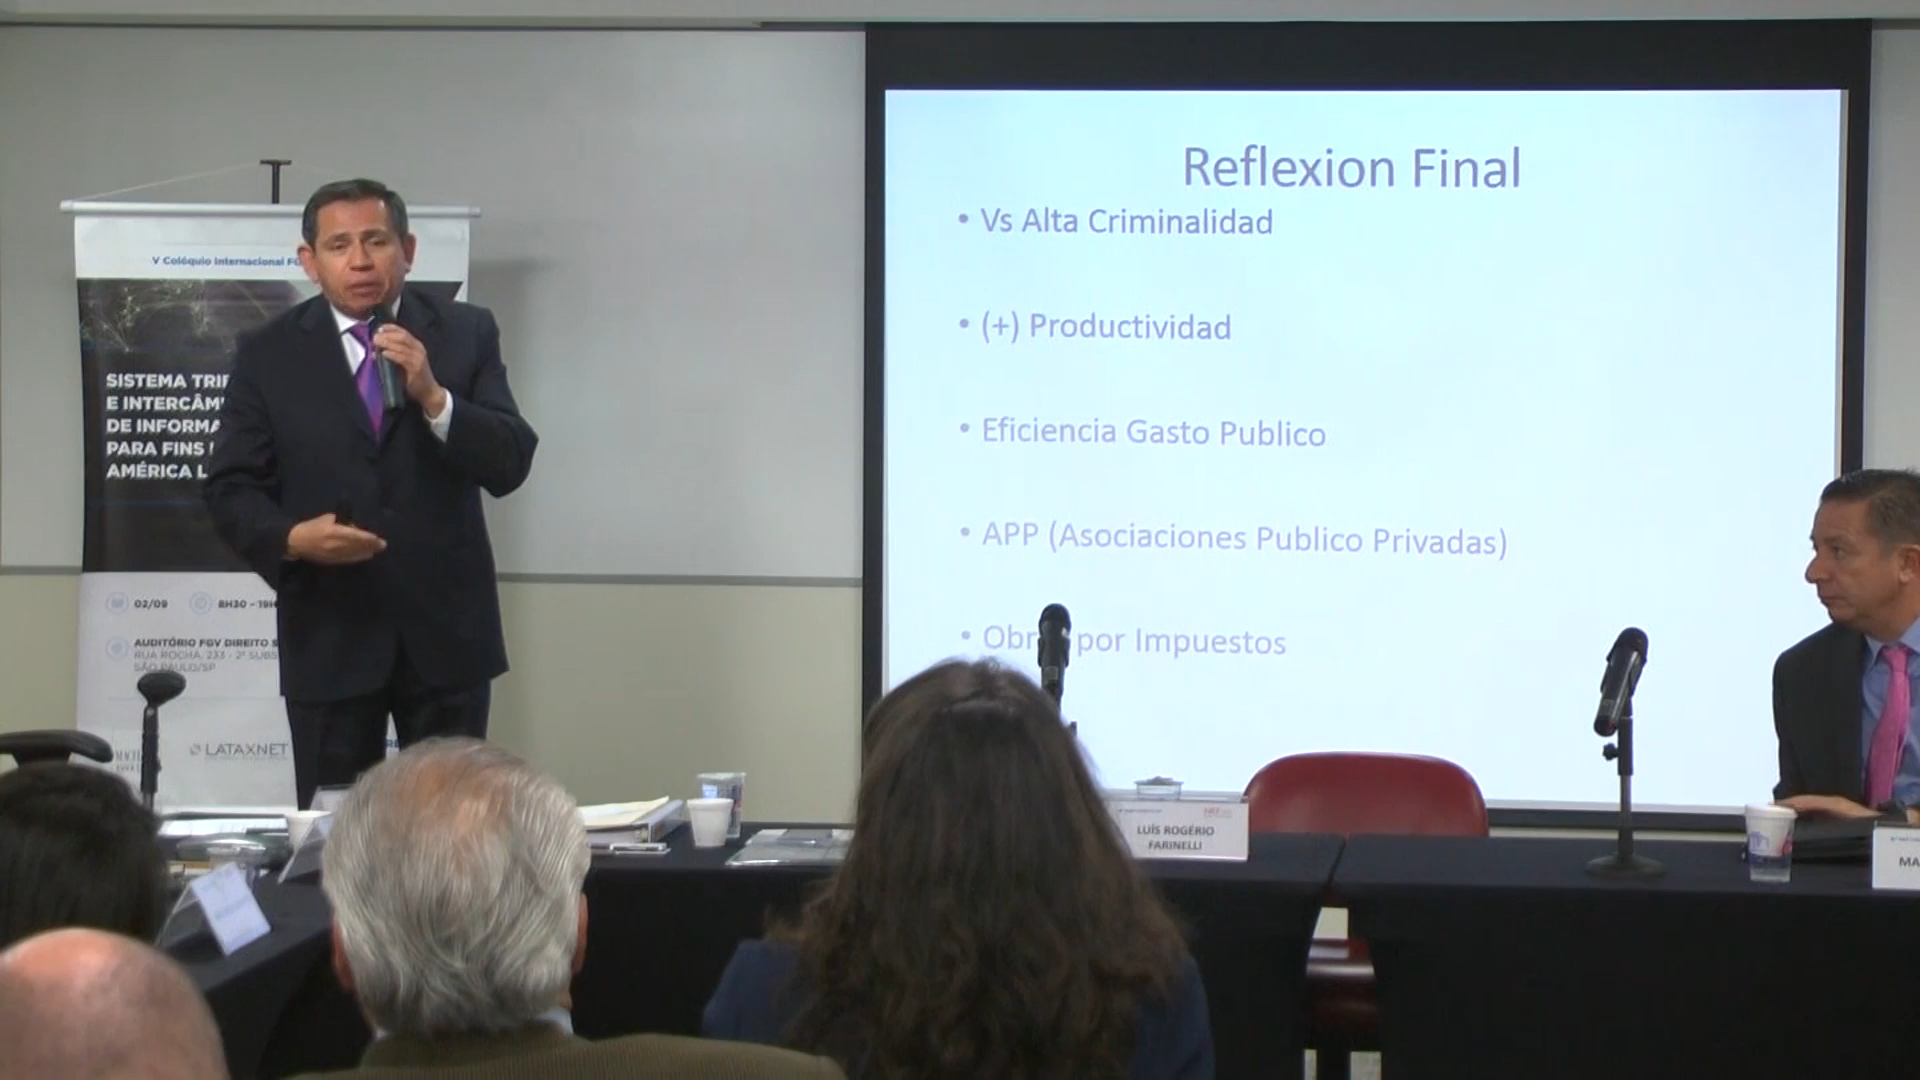 V Colóquio Internacional
SISTEMA
E INTERCÂM
DE INFORMA
PARA FINS
AMÉRICA L
02/09
8H30 - 19H
AUDITÓRIO FGV DIREITO S
RUA ROCHA, 233 - 2º SUBS
SÃO PAULO/SP
LATAXNET
Reflexion Final
• Vs Alta Criminalidad
• (+) Productividad
• Eficiencia Gasto Publico
• APP (Asociaciones Publico Privadas)
• Obr por Impuestos
LUÍS ROGÉRIO
FARINELLI
MA